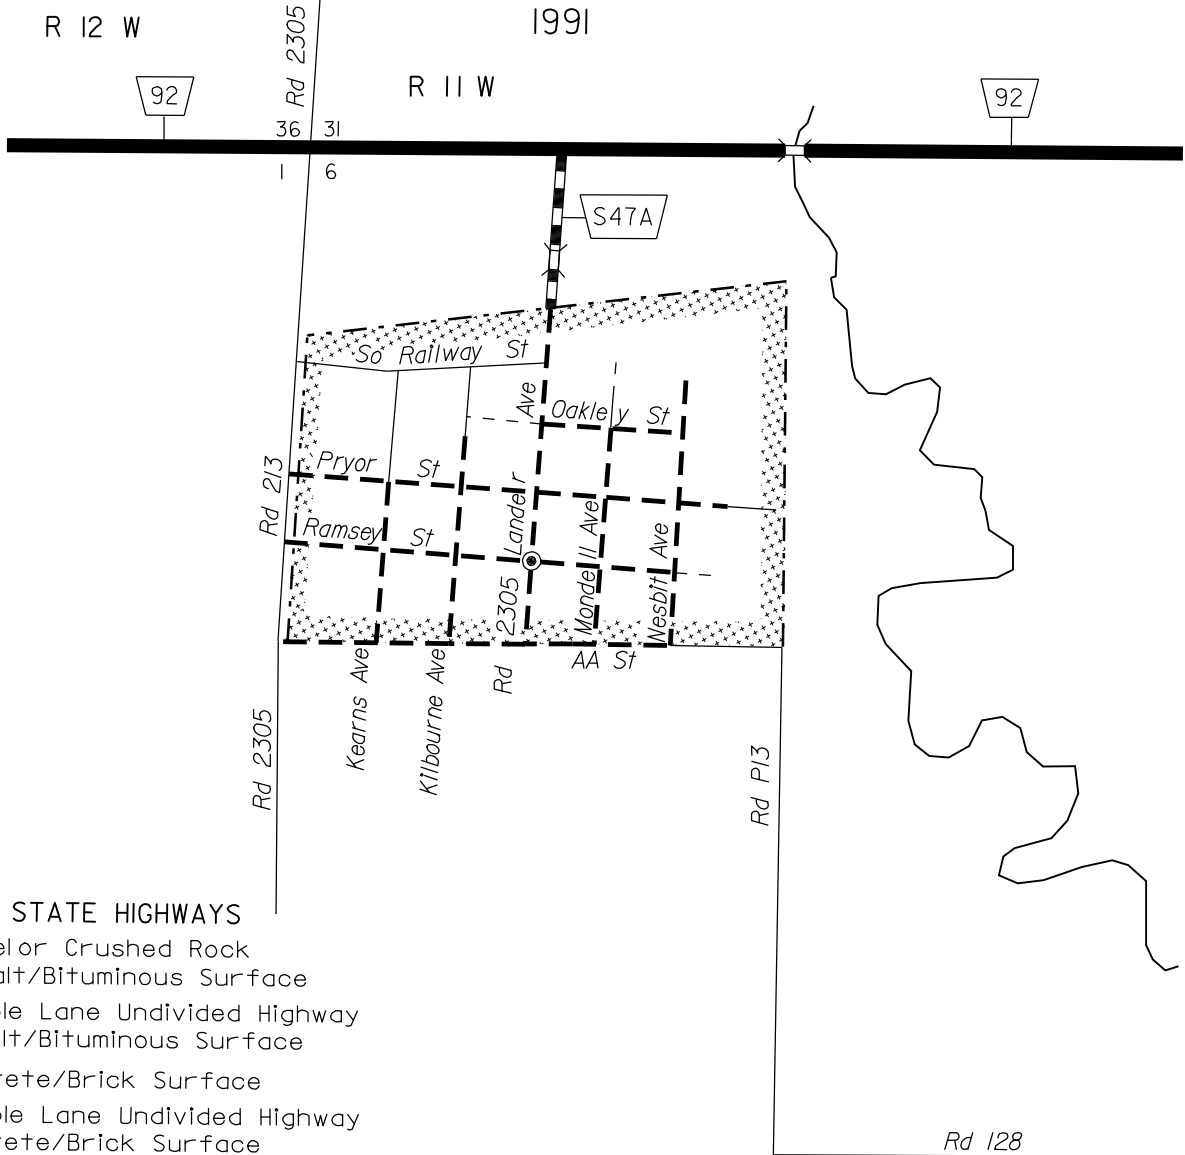 R 12 W
1991
Rd 2305
R 11 W
92
92
36 31
1 6
S47A
So Railway St
Ave
Oakley St
Pryor St
Rd 213
Lander
Ramsey St
Mondell Ave
Nesbit Ave
2305
Rd
AA St
Kearns Ave
Kilbourne Ave
Rd 2305
Rd P13
STATE HIGHWAYS
elor Crushed Rock
alt/Bituminous Surface
le Lane Undivided Highway
lt/Bituminous Surface
rete/Brick Surface
ole Lane Undivided Highway
rete/Brick Surface
Rd 128